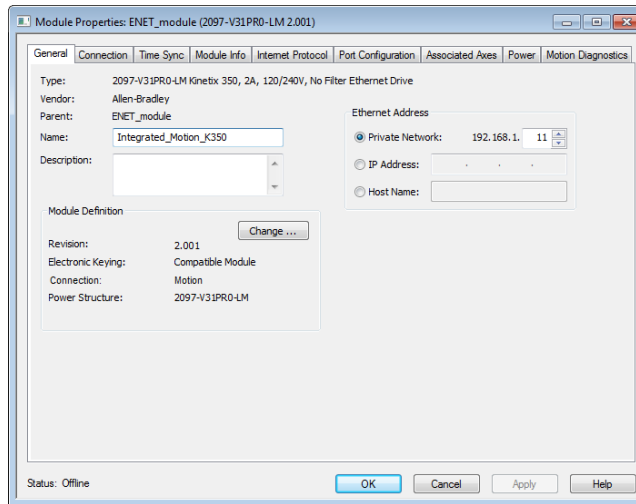 Module Properties: ENET_module (2097-V31PR0-LM 2.001)
General Connection Time Sync Module Info Internet Protocol Port Configuration Associated Axes Power Motion Diagnostics
Type: 2097-V31PR0-LM Kinetix 350, 2A, 120/240V, No Filter Ethernet Drive
Vendor: Allen-Bradley
Parent: ENET_module
Name: Integrated_Motion_K350
Description:
Ethernet Address
Private Network: 192.168.1. 11
IP Address: . . .
Host Name:
Module Definition
Change ...
Revision: 2.001
Electronic Keying: Compatible Module
Connection: Motion
Power Structure: 2097-V31PR0-LM
Status: Offline
OK Cancel Apply Help